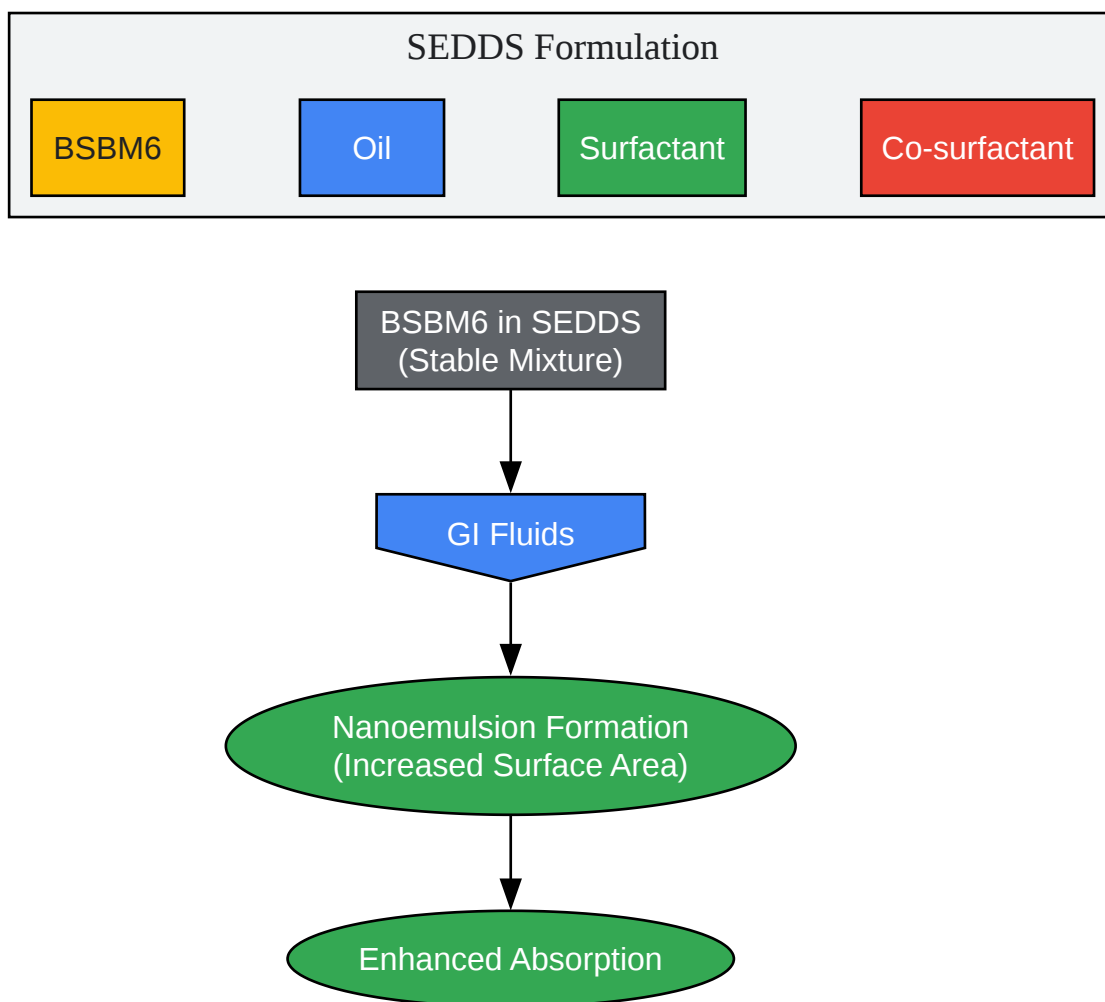 SEDDS Formulation
BSBM6
Oil
Surfactant
Co-surfactant
BSBM6 in SEDDS
(Stable Mixture)
GI Fluids
Nanoemulsion Formation
(Increased Surface Area)
Enhanced Absorption